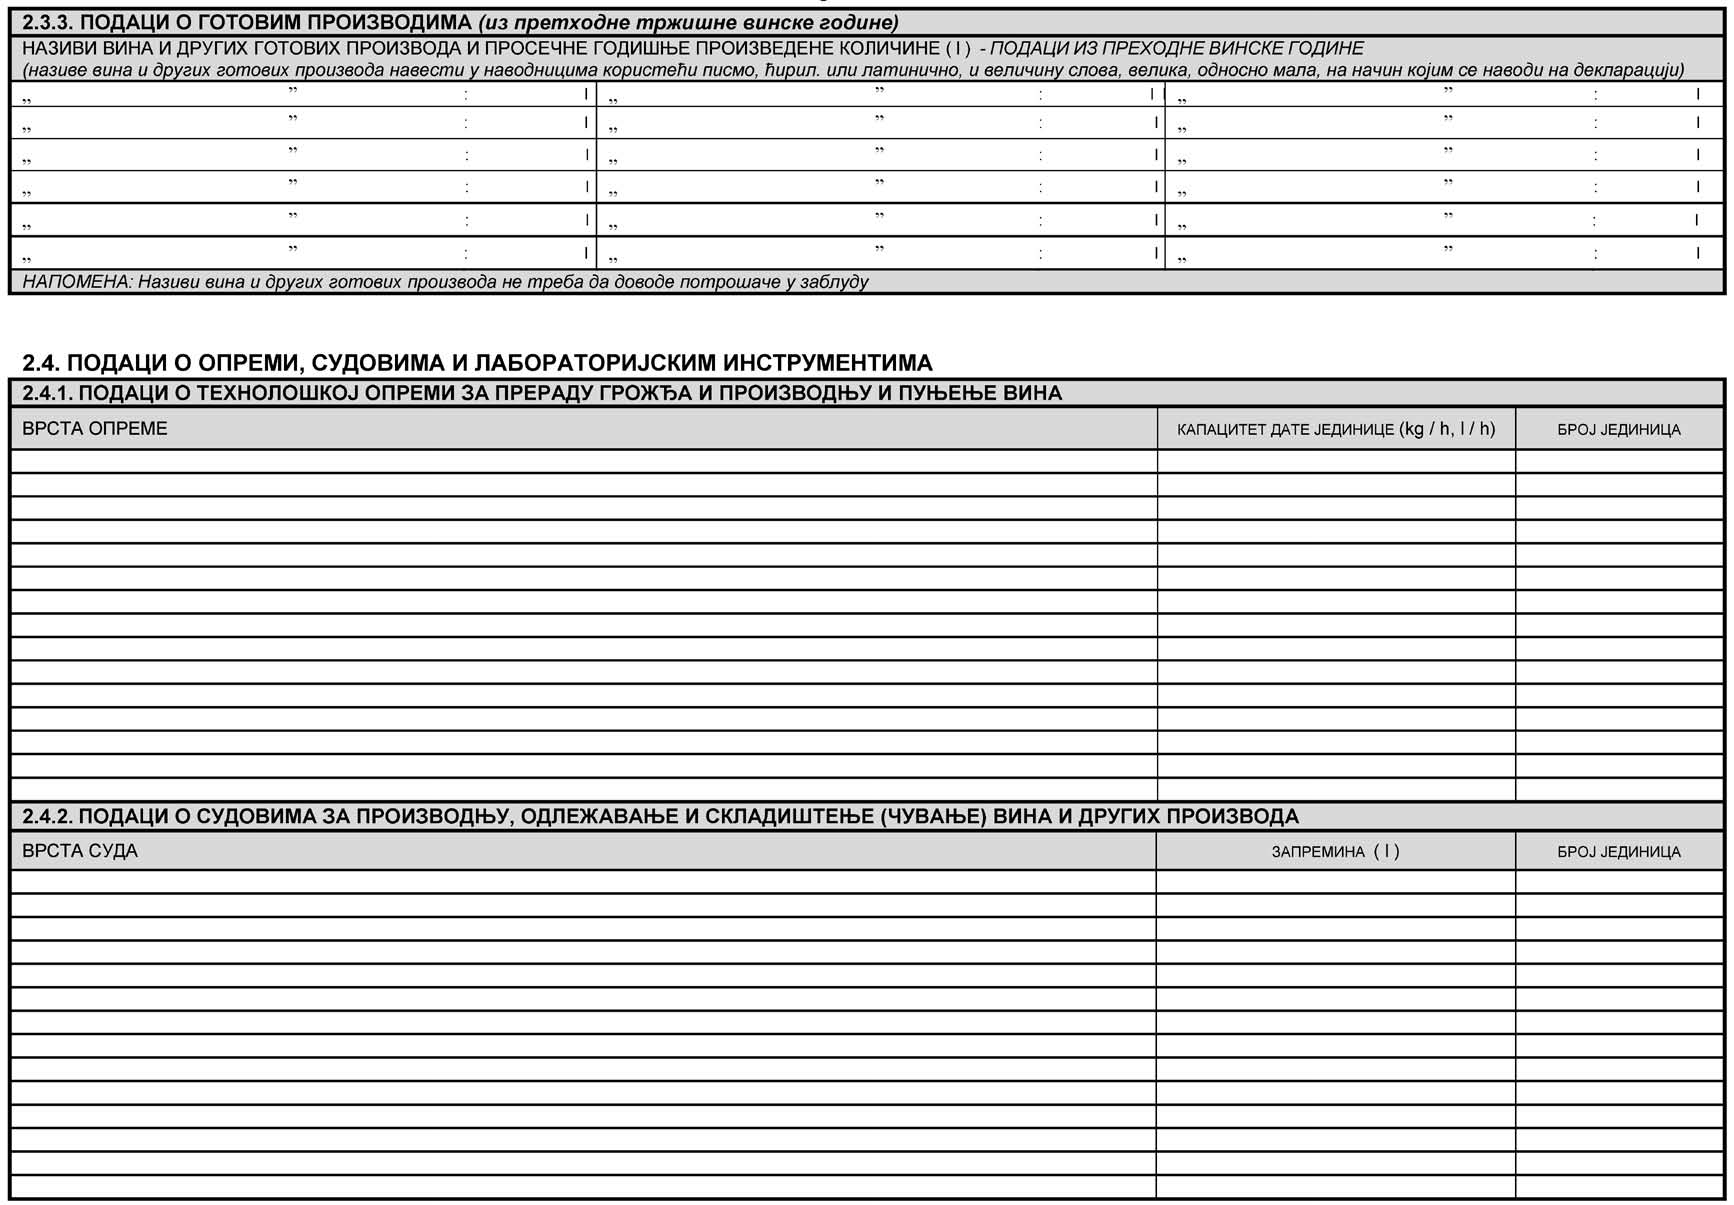 2.3.3. ПОДАЦИ О ГОТОВИМ ПРОИЗВОДИМА (из претходне тржишне винске године)
НАЗИВИ ВИНА И ДРУГИХ ГОТОВИХ ПРОИЗВОДА И ПРОСЕЧНЕ ГОДИШЊЕ ПРОИЗВЕДЕНЕ КОЛИЧИНЕ ( l ) - ПОДАЦИ ИЗ ПРЕХОДНЕ ВИНСКЕ ГОДИНЕ
(називе вина и других готових производа навести у наводницима користећи писмо, ћирил. или латинично, и величину слова, велика, односно мала, на начин којим се наводи на декларацији)
„ ” : l „ ” : l l „ ” : l
„ ” : l „ ” : l „ ” : l
„ ” : l „ ” : l „ ” : l
„ ” : l „ ” : l „ ” : l
„ ” : l „ ” : l „ ” : l
„ ” : l „ ” : l „ ” : l
НАПОМЕНА: Називи вина и других готових производа не треба да доводе потрошаче у заблуду
2.4. ПОДАЦИ О ОПРЕМИ, СУДОВИМА И ЛАБОРАТОРИЈСКИМ ИНСТРУМЕНТИМА
2.4.1. ПОДАЦИ О ТЕХНОЛОШКОЈ ОПРЕМИ ЗА ПРЕРАДУ ГРОЖЂА И ПРОИЗВОДЊУ И ПУЊЕЊЕ ВИНА
ВРСТА ОПРЕМЕ КАПАЦИТЕТ ДАТЕ ЈЕДИНИЦЕ (kg / h, l / h) БРОЈ ЈЕДИНИЦА
2.4.2. ПОДАЦИ О СУДОВИМА ЗА ПРОИЗВОДЊУ, ОДЛЕЖАВАЊЕ И СКЛАДИШТЕЊЕ (ЧУВАЊЕ) ВИНА И ДРУГИХ ПРОИЗВОДА
ВРСТА СУДА ЗАПРЕМИНА ( l ) БРОЈ ЈЕДИНИЦА